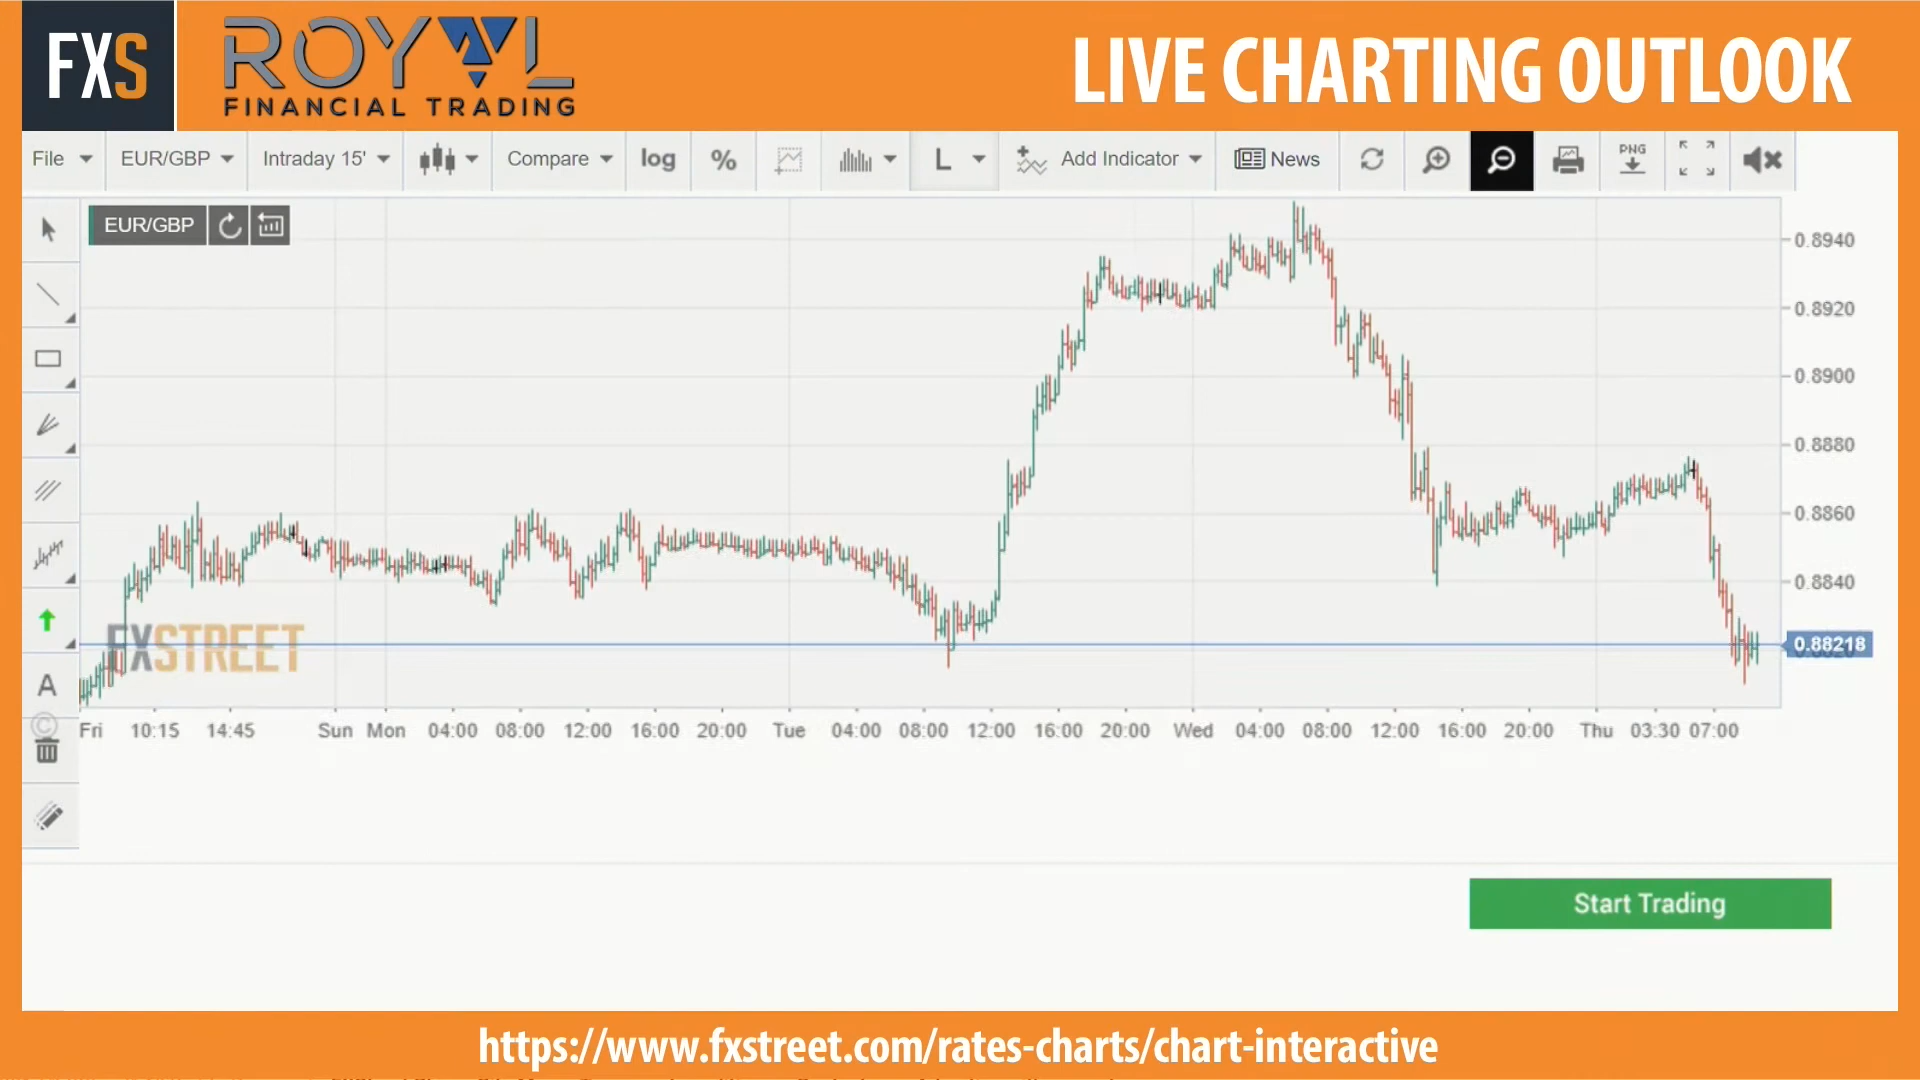 FXS
ROYAL
FINANCIAL TRADING
LIVE CHARTING OUTLOOK
File
EUR/GBP
Intraday 15'
Compare
log
%
L
Add Indicator
News
PNG
EUR/GBP
0.8940
0.8920
0.8900
0.8880
0.8860
0.8840
0.88218
FXSTREET
A
©
Fri 10:15 14:45 Sun Mon 04:00 08:00 12:00 16:00 20:00 Tue 04:00 08:00 12:00 16:00 20:00 Wed 04:00 08:00 12:00 16:00 20:00 Thu 03:30 07:00
Start Trading
https://www.fxstreet.com/rates-charts/chart-interactive